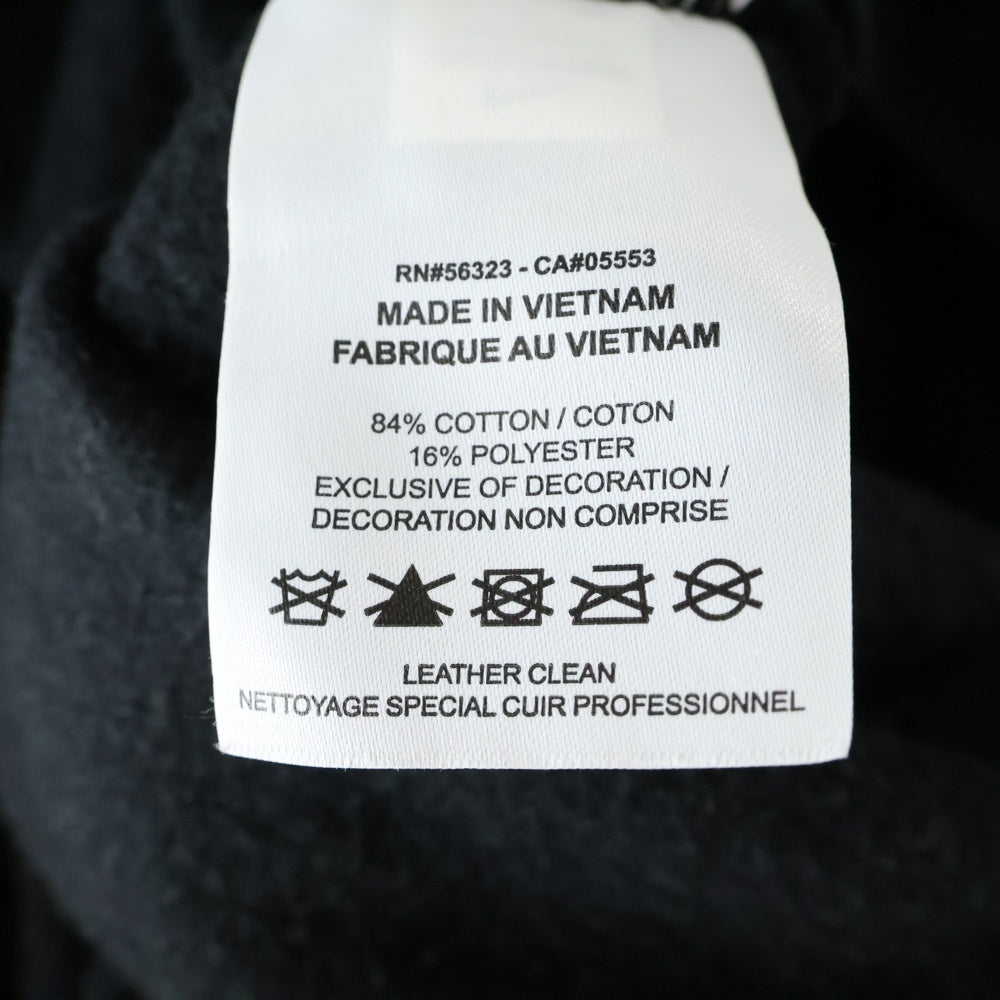 RN#56323 - CA#05553
MADE IN VIETNAM
FABRIQUE AU VIETNAM
84% COTTON / COTON
16% POLYESTER
EXCLUSIVE OF DECORATION /
DECORATION NON COMPRISE
LEATHER CLEAN
NETTOYAGE SPECIAL CUIR PROFESSIONNEL